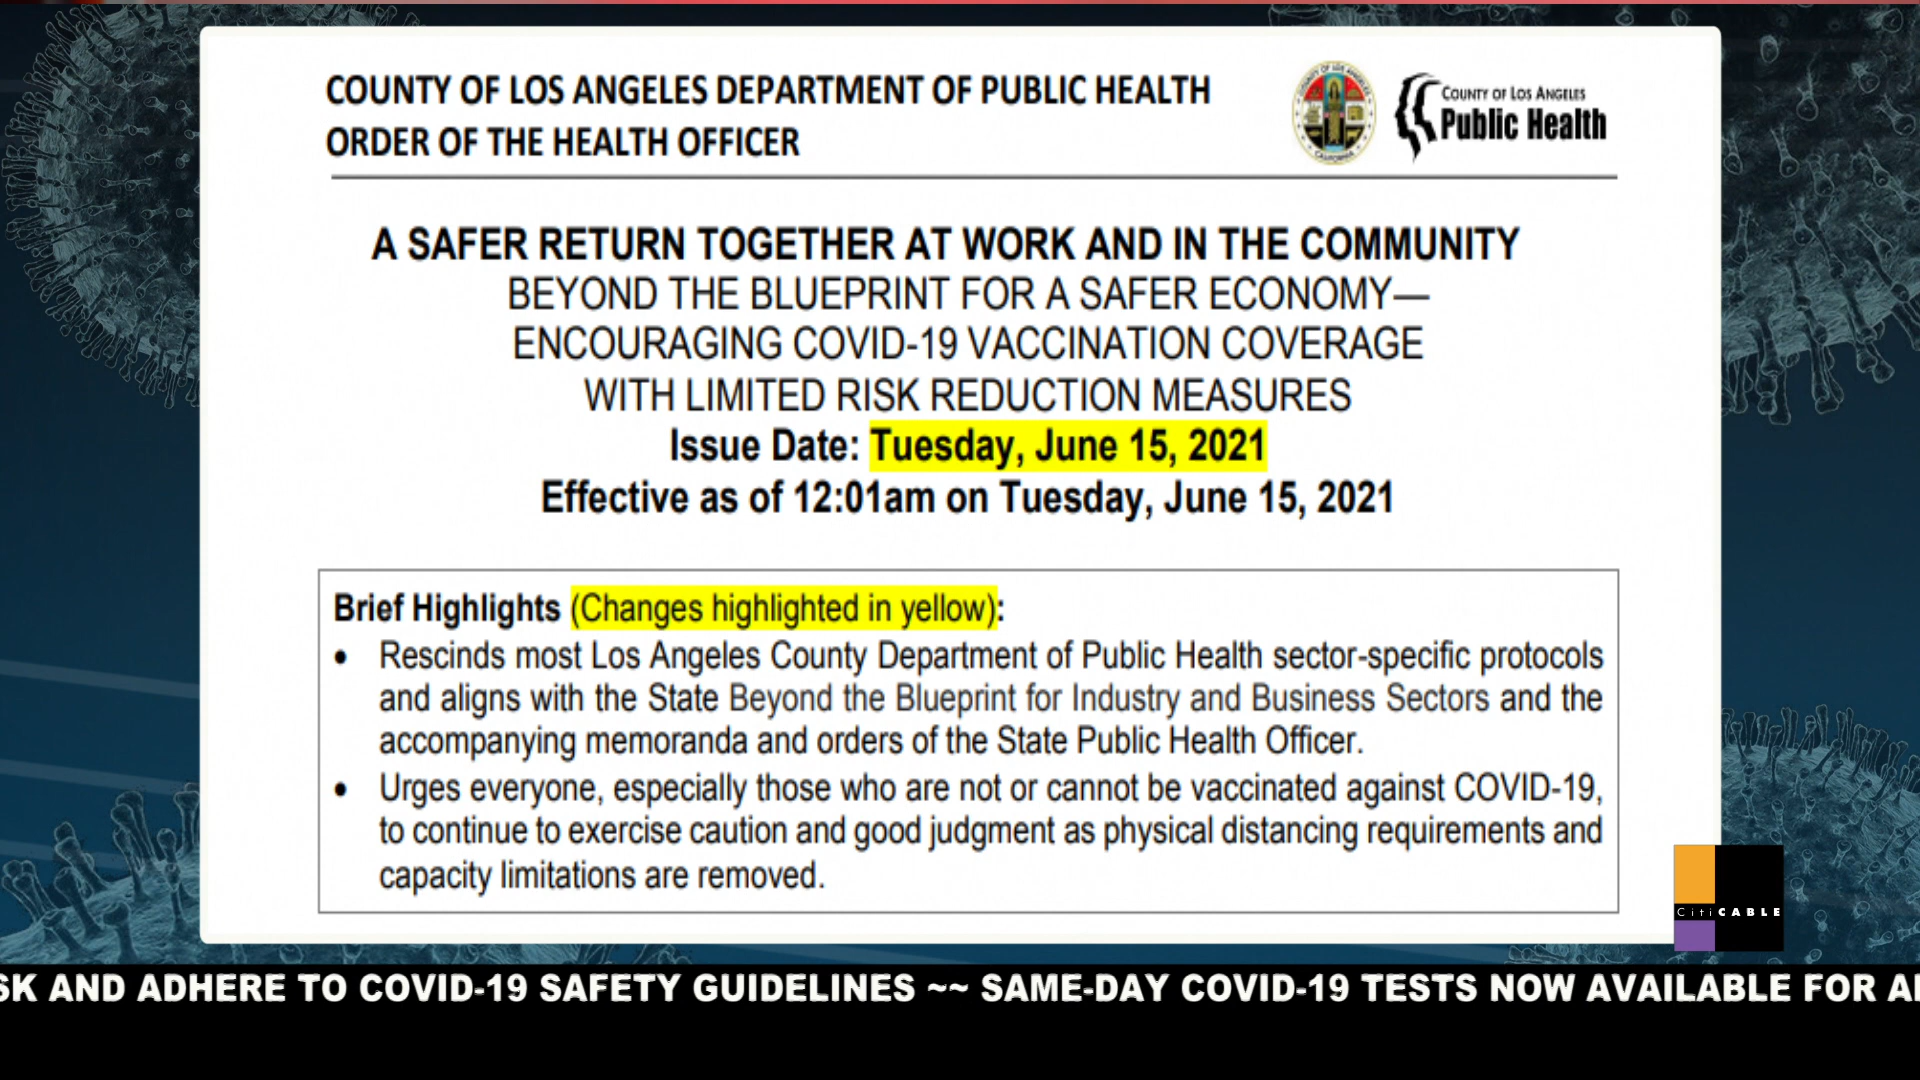 COUNTY OF LOS ANGELES DEPARTMENT OF PUBLIC HEALTH
ORDER OF THE HEALTH OFFICER
COUNTY OF LOS ANGELES
Public Health
A SAFER RETURN TOGETHER AT WORK AND IN THE COMMUNITY
BEYOND THE BLUEPRINT FOR A SAFER ECONOMY—
ENCOURAGING COVID-19 VACCINATION COVERAGE
WITH LIMITED RISK REDUCTION MEASURES
Issue Date: Tuesday, June 15, 2021
Effective as of 12:01am on Tuesday, June 15, 2021
Brief Highlights (Changes highlighted in yellow):
• Rescinds most Los Angeles County Department of Public Health sector-specific protocols
and aligns with the State Beyond the Blueprint for Industry and Business Sectors and the
accompanying memoranda and orders of the State Public Health Officer.
• Urges everyone, especially those who are not or cannot be vaccinated against COVID-19,
to continue to exercise caution and good judgment as physical distancing requirements and
capacity limitations are removed.
CitiCABLE
SK AND ADHERE TO COVID-19 SAFETY GUIDELINES ~~ SAME-DAY COVID-19 TESTS NOW AVAILABLE FOR